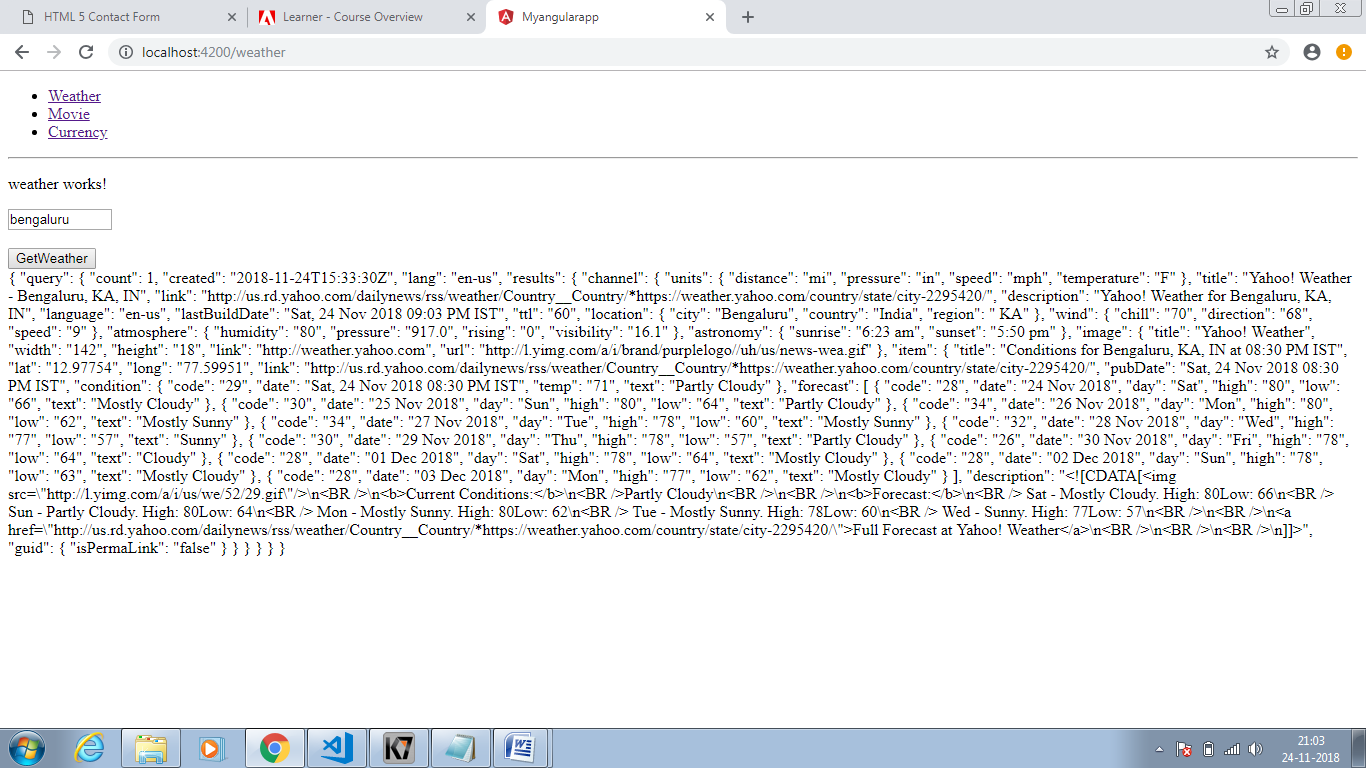 HTML 5 Contact Form
Learner - Course Overview
Myangularapp
localhost:4200/weather
Weather
Movie
Currency
weather works!
bengaluru
GetWeather
{ "query": { "count": 1, "created": "2018-11-24T15:33:30Z", "lang": "en-us", "results": { "channel": { "units": { "distance": "mi", "pressure": "in", "speed": "mph", "temperature": "F" }, "title": "Yahoo! Weather
- Bengaluru, KA, IN", "link": "http://us.rd.yahoo.com/dailynews/rss/weather/Country__Country/*https://weather.yahoo.com/country/state/city-2295420/", "description": "Yahoo! Weather for Bengaluru, KA,
IN", "language": "en-us", "lastBuildDate": "Sat, 24 Nov 2018 09:03 PM IST", "ttl": "60", "location": { "city": "Bengaluru", "country": "India", "region": " KA" }, "wind": { "chill": "70", "direction": "68",
"speed": "9" }, "atmosphere": { "humidity": "80", "pressure": "917.0", "rising": "0", "visibility": "16.1" }, "astronomy": { "sunrise": "6:23 am", "sunset": "5:50 pm" }, "image": { "title": "Yahoo! Weather",
"width": "142", "height": "18", "link": "http://weather.yahoo.com", "url": "http://l.yimg.com/a/i/brand/purplelogo//uh/us/news-wea.gif" }, "item": { "title": "Conditions for Bengaluru, KA, IN at 08:30 PM IST",
"lat": "12.97754", "long": "77.59951", "link": "http://us.rd.yahoo.com/dailynews/rss/weather/Country__Country/*https://weather.yahoo.com/country/state/city-2295420/", "pubDate": "Sat, 24 Nov 2018 08:30
PM IST", "condition": { "code": "29", "date": "Sat, 24 Nov 2018 08:30 PM IST", "temp": "71", "text": "Partly Cloudy" }, "forecast": [ { "code": "28", "date": "24 Nov 2018", "day": "Sat", "high": "80", "low":
"66", "text": "Mostly Cloudy" }, { "code": "30", "date": "25 Nov 2018", "day": "Sun", "high": "80", "low": "64", "text": "Partly Cloudy" }, { "code": "34", "date": "26 Nov 2018", "day": "Mon", "high": "80",
"low": "62", "text": "Mostly Sunny" }, { "code": "34", "date": "27 Nov 2018", "day": "Tue", "high": "78", "low": "60", "text": "Mostly Sunny" }, { "code": "32", "date": "28 Nov 2018", "day": "Wed", "high":
"77", "low": "57", "text": "Sunny" }, { "code": "30", "date": "29 Nov 2018", "day": "Thu", "high": "78", "low": "57", "text": "Partly Cloudy" }, { "code": "26", "date": "30 Nov 2018", "day": "Fri", "high": "78",
"low": "64", "text": "Cloudy" }, { "code": "28", "date": "01 Dec 2018", "day": "Sat", "high": "78", "low": "64", "text": "Mostly Cloudy" }, { "code": "28", "date": "02 Dec 2018", "day": "Sun", "high": "78",
"low": "63", "text": "Mostly Cloudy" }, { "code": "28", "date": "03 Dec 2018", "day": "Mon", "high": "77", "low": "62", "text": "Mostly Cloudy" } ], "description": "<![CDATA[<img
src=\"http://l.yimg.com/a/i/us/we/52/29.gif\"/>\n<BR />\n<b>Current Conditions:</b>\n<BR />Partly Cloudy\n<BR />\n<BR />\n<b>Forecast:</b>\n<BR /> Sat - Mostly Cloudy. High: 80Low: 66\n<BR />
Sun - Partly Cloudy. High: 80Low: 64\n<BR /> Mon - Mostly Sunny. High: 80Low: 62\n<BR /> Tue - Mostly Sunny. High: 78Low: 60\n<BR /> Wed - Sunny. High: 77Low: 57\n<BR />\n<BR />\n<a
href=\"http://us.rd.yahoo.com/dailynews/rss/weather/Country__Country/*https://weather.yahoo.com/country/state/city-2295420/\">Full Forecast at Yahoo! Weather</a>\n<BR />\n<BR />\n<BR />\n]]>",
"guid": { "isPermaLink": "false" } } } } } }
K7
21:03
24-11-2018